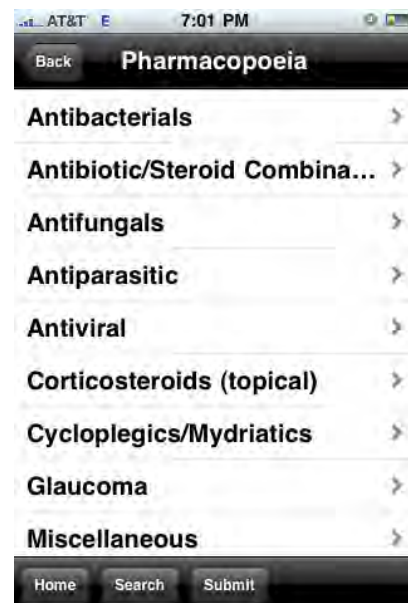 AT&T E 7:01 PM
Back Pharmacopoeia
Antibacterials
Antibiotic/Steroid Combina...
Antifungals
Antiparasitic
Antiviral
Corticosteroids (topical)
Cycloplegics/Mydriatics
Glaucoma
Miscellaneous
Home Search Submit